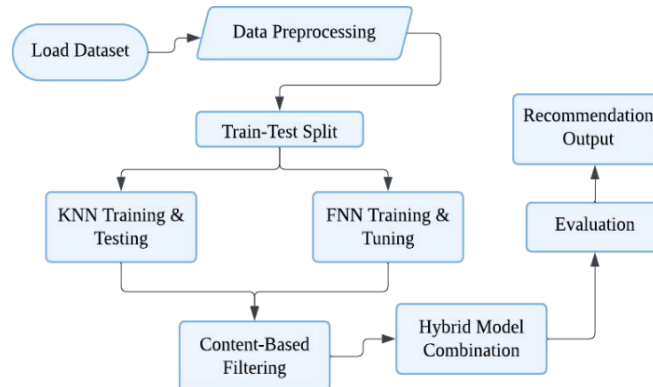 Load Dataset
Data Preprocessing
Train-Test Split
KNN Training &
Testing
FNN Training &
Tuning
Content-Based
Filtering
Hybrid Model
Combination
Evaluation
Recommendation
Output